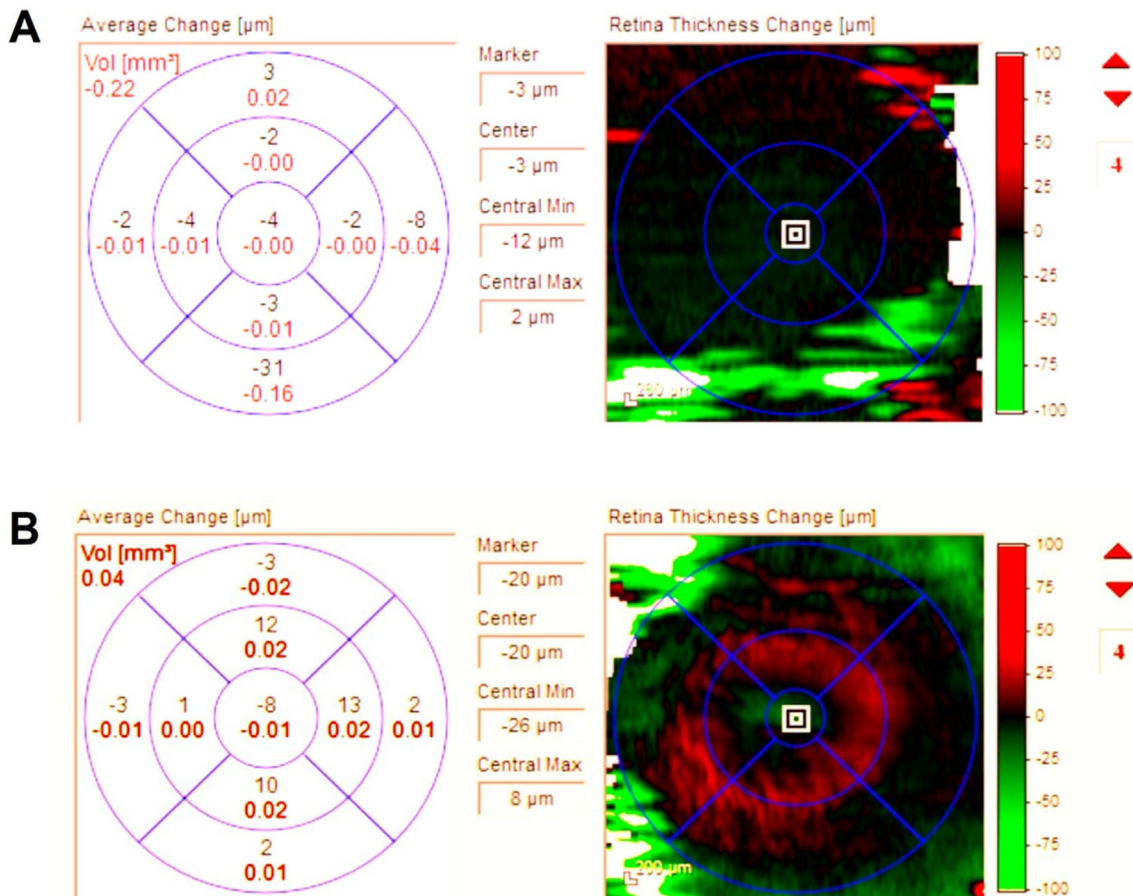 A
Average Change [µm]
Vol [mm³]
-0.22
3
0.02
-2
-0.00
-2
-0.01
-4
-0.01
-4
-0.00
-2
-0.00
-8
-0.04
-3
-0.01
-31
-0.16
Marker
-3 µm
Center
-3 µm
Central Min
-12 µm
Central Max
2 µm
Retina Thickness Change [µm]
100
75
50
25
0
-25
-50
-75
-100
4
B
Average Change [µm]
Vol [mm³]
0.04
-3
-0.02
12
0.02
-3
-0.01
1
0.00
-8
-0.01
13
0.02
2
0.01
10
0.02
2
0.01
Marker
-20 µm
Center
-20 µm
Central Min
-26 µm
Central Max
8 µm
Retina Thickness Change [µm]
100
75
50
25
0
-25
-50
-75
-100
4